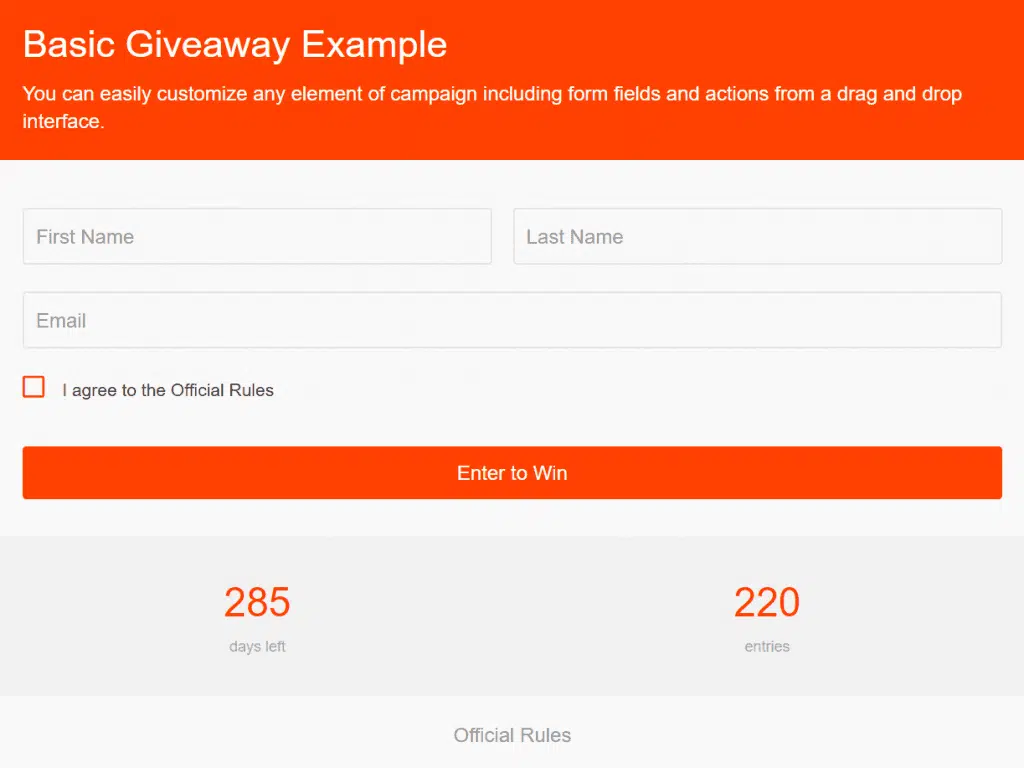 Basic Giveaway Example
You can easily customize any element of campaign including form fields and actions from a drag and drop
interface.
First Name
Last Name
Email
I agree to the Official Rules
Enter to Win
285
days left
220
entries
Official Rules